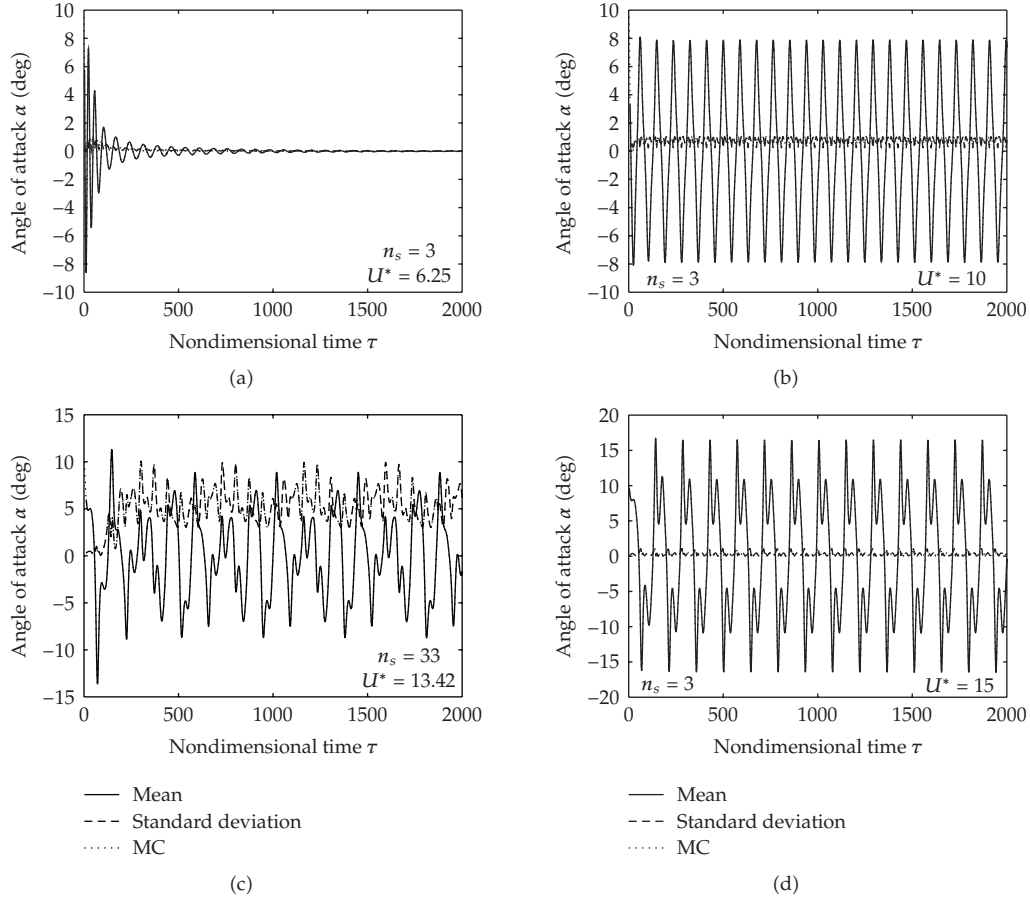 10
8
6
4
2
0
−2
−4
−6
−8
−10
Angle of attack α (deg)
n_s = 3
U* = 6.25
0 500 1000 1500 2000
Nondimensional time τ
(a)
10
8
6
4
2
0
−2
−4
−6
−8
−10
Angle of attack α (deg)
n_s = 3 U* = 10
0 500 1000 1500 2000
Nondimensional time τ
(b)
15
10
5
0
−5
−10
−15
Angle of attack α (deg)
n_s = 33
U* = 13.42
0 500 1000 1500 2000
Nondimensional time τ
Mean
Standard deviation
MC
(c)
20
15
10
5
0
−5
−10
−15
−20
Angle of attack α (deg)
n_s = 3 U* = 15
0 500 1000 1500 2000
Nondimensional time τ
Mean
Standard deviation
MC
(d)